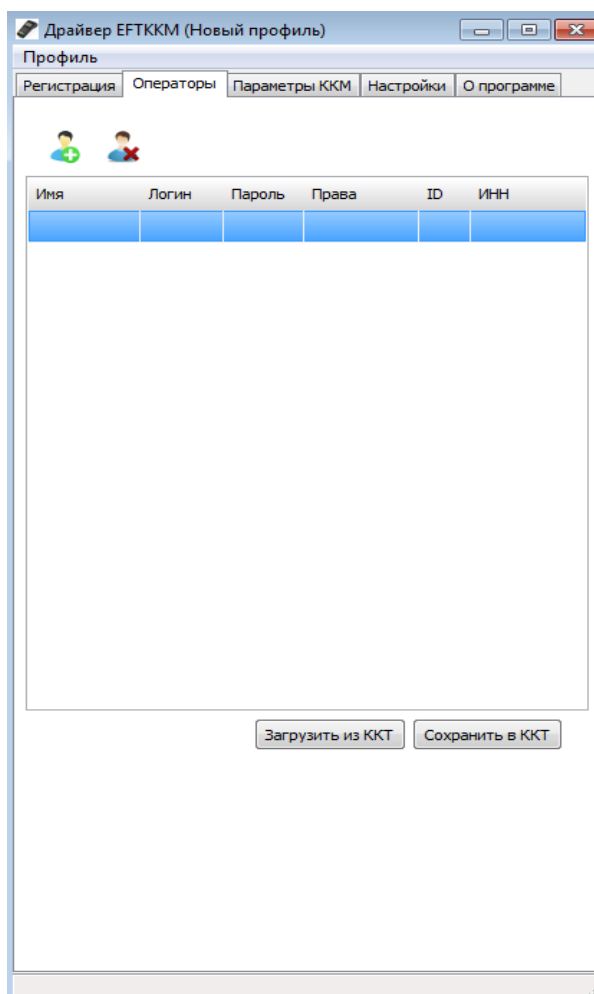 Драйвер EFTKKM (Новый профиль)
Профиль
Регистрация Операторы Параметры ККМ Настройки О программе
Имя Логин Пароль Права ID ИНН
Загрузить из ККТ Сохранить в ККТ